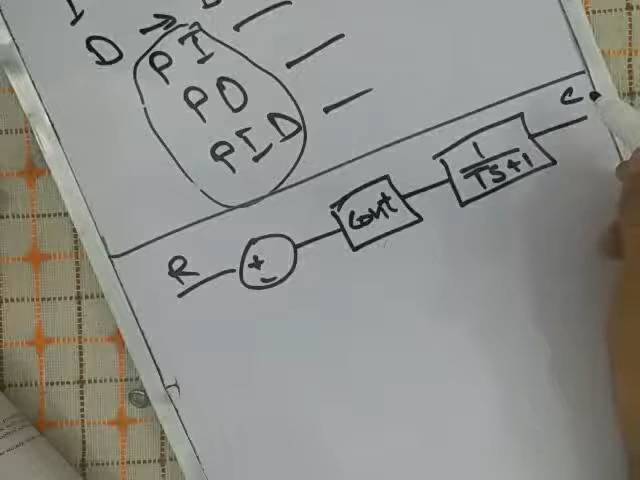 I
D → PI
PD
PID
R + - Cont 1/TS+1 C